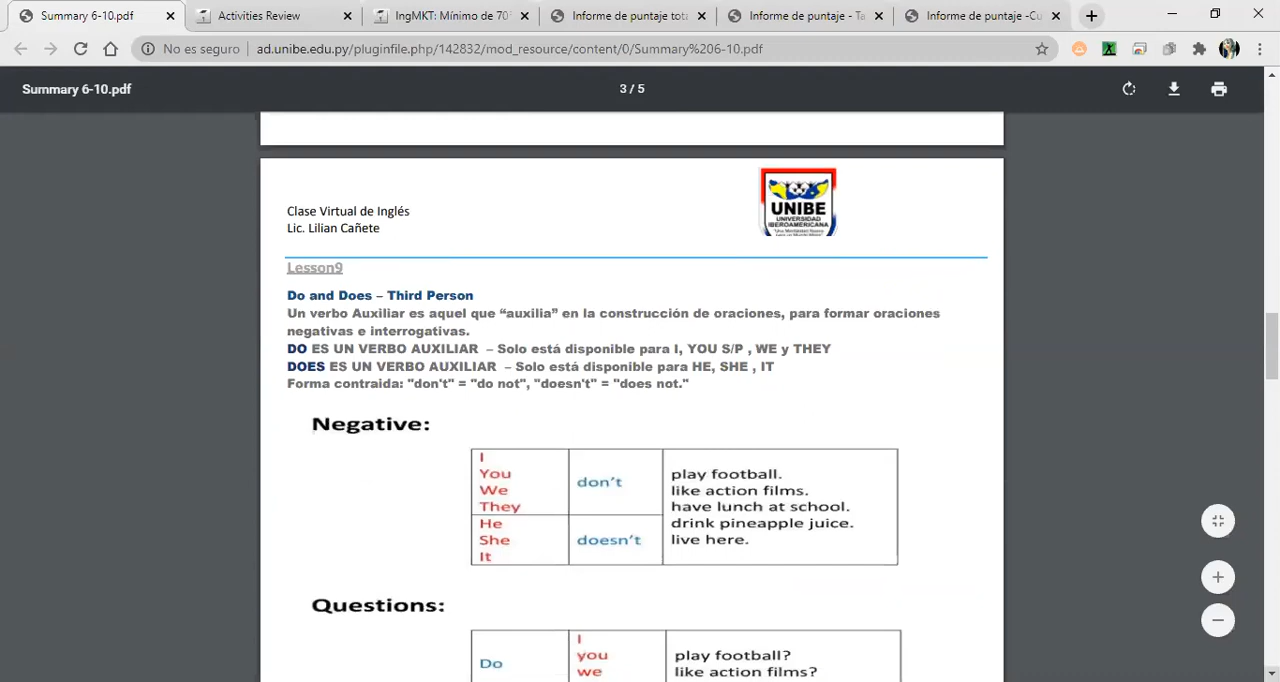 Summary 6-10.pdf
Activities Review
IngMKT: Mínimo de 70°
Informe de puntaje tota
Informe de puntaje - Ta
Informe de puntaje -Cu
No es seguro
ad.unibe.edu.py/pluginfile.php/142832/mod_resource/content/0/Summary%206-10.pdf
Summary 6-10.pdf
3 / 5
Clase Virtual de Inglés
Lic. Lilian Cañete
UNIBE
UNIVERSIDAD
IBEROAMERICANA
Lesson9
Do and Does – Third Person
Un verbo Auxiliar es aquel que “auxilia” en la construcción de oraciones, para formar oraciones
negativas e interrogativas.
DO ES UN VERBO AUXILIAR – Solo está disponible para I, YOU S/P , WE y THEY
DOES ES UN VERBO AUXILIAR – Solo está disponible para HE, SHE , IT
Forma contraida: "don't" = "do not", "doesn't" = "does not."
Negative:
I
You
We
They
don't
He
She
It
doesn't
play football.
like action films.
have lunch at school.
drink pineapple juice.
live here.
Questions:
Do
I
you
we
play football?
like action films?